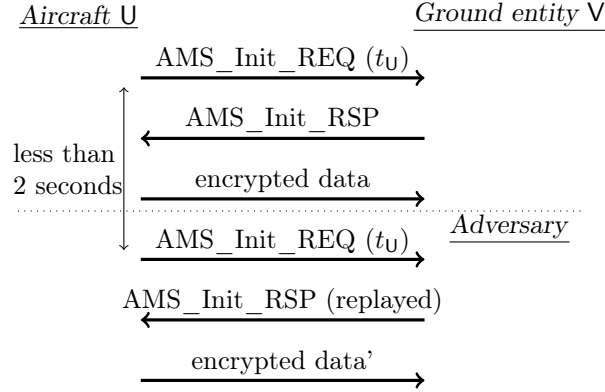 Aircraft U
Ground entity V
AMS_Init_REQ (tU)
AMS_Init_RSP
less than
2 seconds
encrypted data
Adversary
AMS_Init_REQ (tU)
AMS_Init_RSP (replayed)
encrypted data'